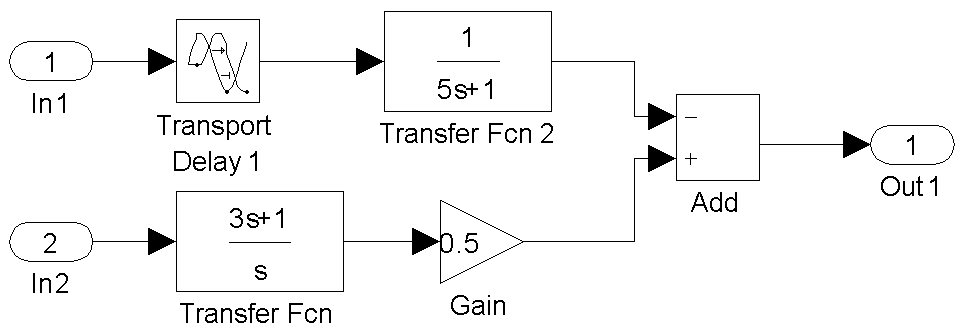 1
In1
Transport
Delay 1
1
5s+1
Transfer Fcn 2
−
+
Add
1
Out1
2
In2
3s+1
s
Transfer Fcn
0.5
Gain